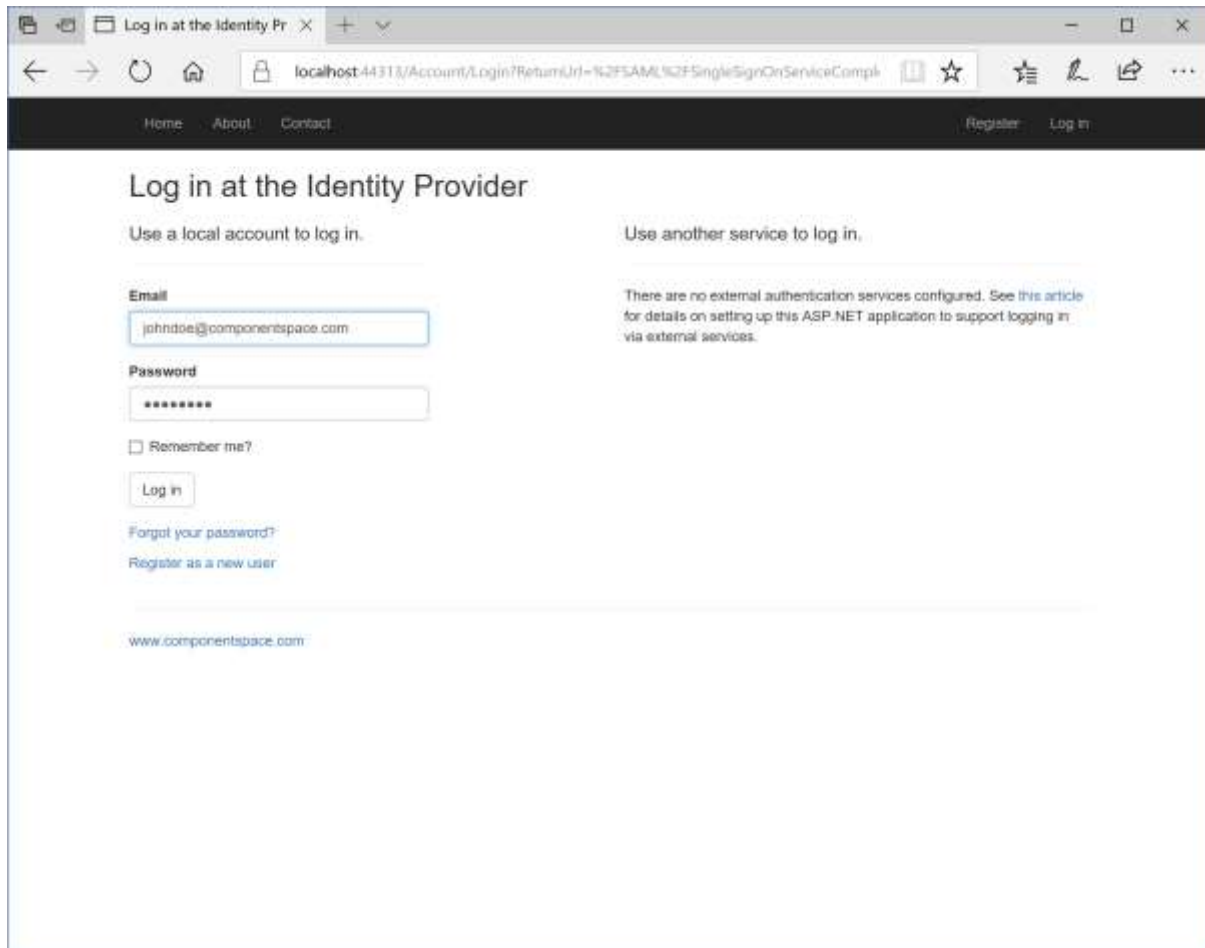 Log in at the Identity Pr
localhost:44313/Account/Login?ReturnUrl=%2FSAML%2FSingleSignOnServiceComple
Home About Contact Register Log in
Log in at the Identity Provider
Use a local account to log in.
Email
johndoe@componentspace.com
Password
••••••••
Remember me?
Log in
Forgot your password?
Register as a new user
Use another service to log in.
There are no external authentication services configured. See this article
for details on setting up this ASP.NET application to support logging in
via external services.
www.componentspace.com